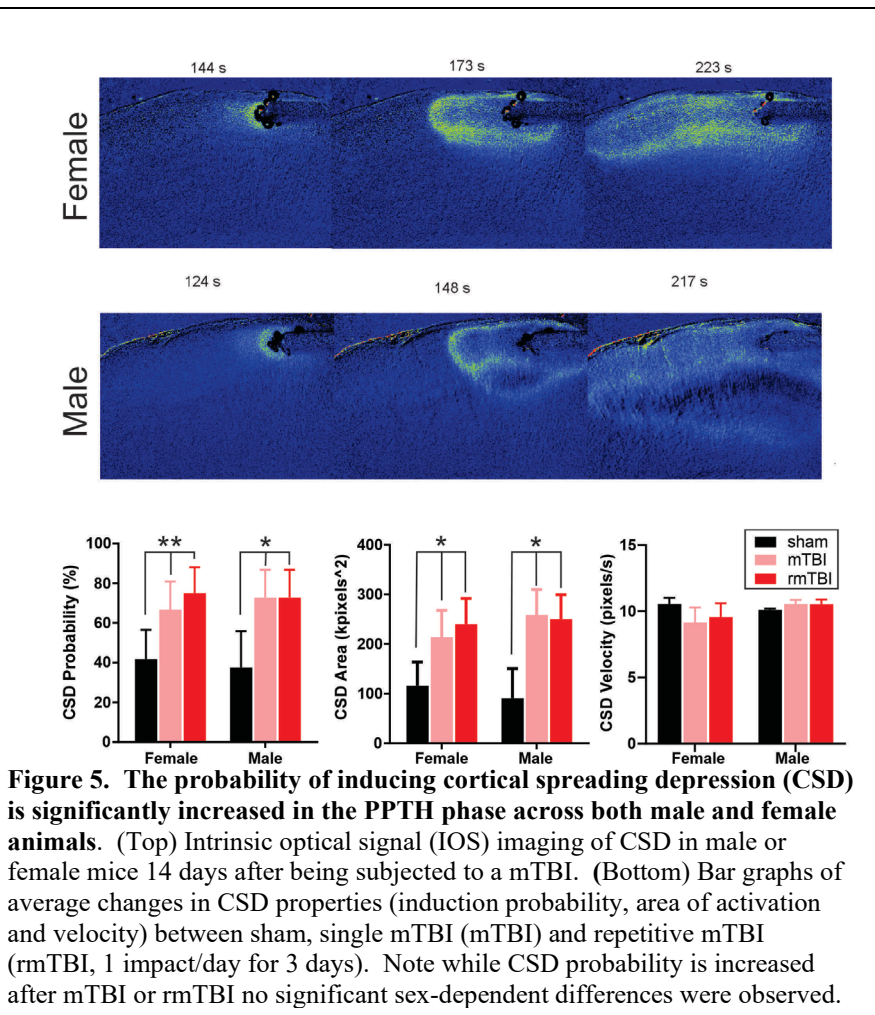 144 s
173 s
223 s
Female
124 s
148 s
217 s
Male
CSD Probability (%)
100
80
60
40
20
0
**
*
Female
Male
CSD Area (kpixels^2)
400
300
200
100
0
*
*
Female
Male
CSD Velocity (pixels/s)
15
10
5
0
sham
mTBI
rmTBI
Female
Male
Figure 5. The probability of inducing cortical spreading depression (CSD)
is significantly increased in the PPTH phase across both male and female
animals. (Top) Intrinsic optical signal (IOS) imaging of CSD in male or
female mice 14 days after being subjected to a mTBI. (Bottom) Bar graphs of
average changes in CSD properties (induction probability, area of activation
and velocity) between sham, single mTBI (mTBI) and repetitive mTBI
(rmTBI, 1 impact/day for 3 days). Note while CSD probability is increased
after mTBI or rmTBI no significant sex-dependent differences were observed.